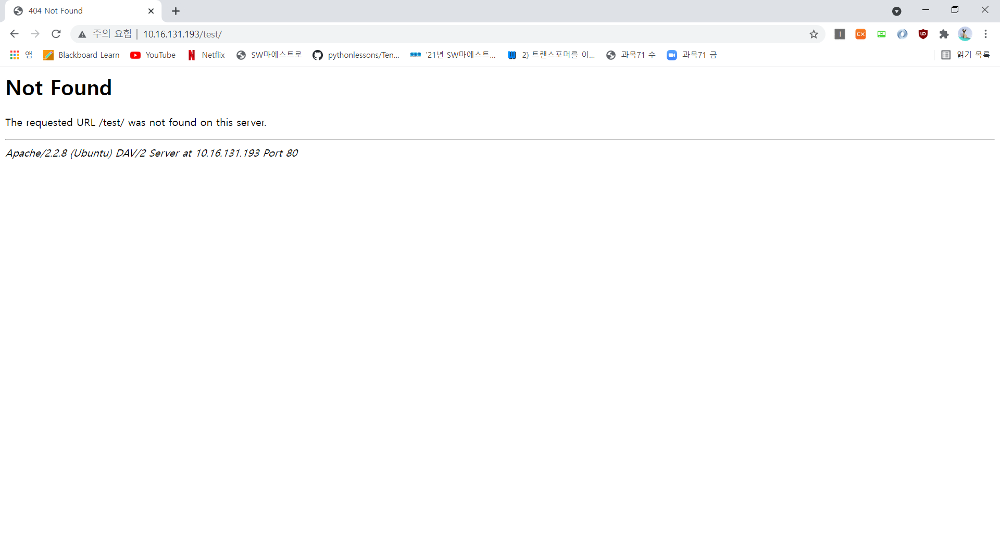 404 Not Found
주의 요함 | 10.16.131.193/test/
EX
앱 Blackboard Learn YouTube Netflix SW마에스트로 pythonlessons/Ten... '21년 SW마에스트... 2) 트랜스포머를 이... 과목71 수 과목71 금 읽기 목록
Not Found
The requested URL /test/ was not found on this server.
Apache/2.2.8 (Ubuntu) DAV/2 Server at 10.16.131.193 Port 80